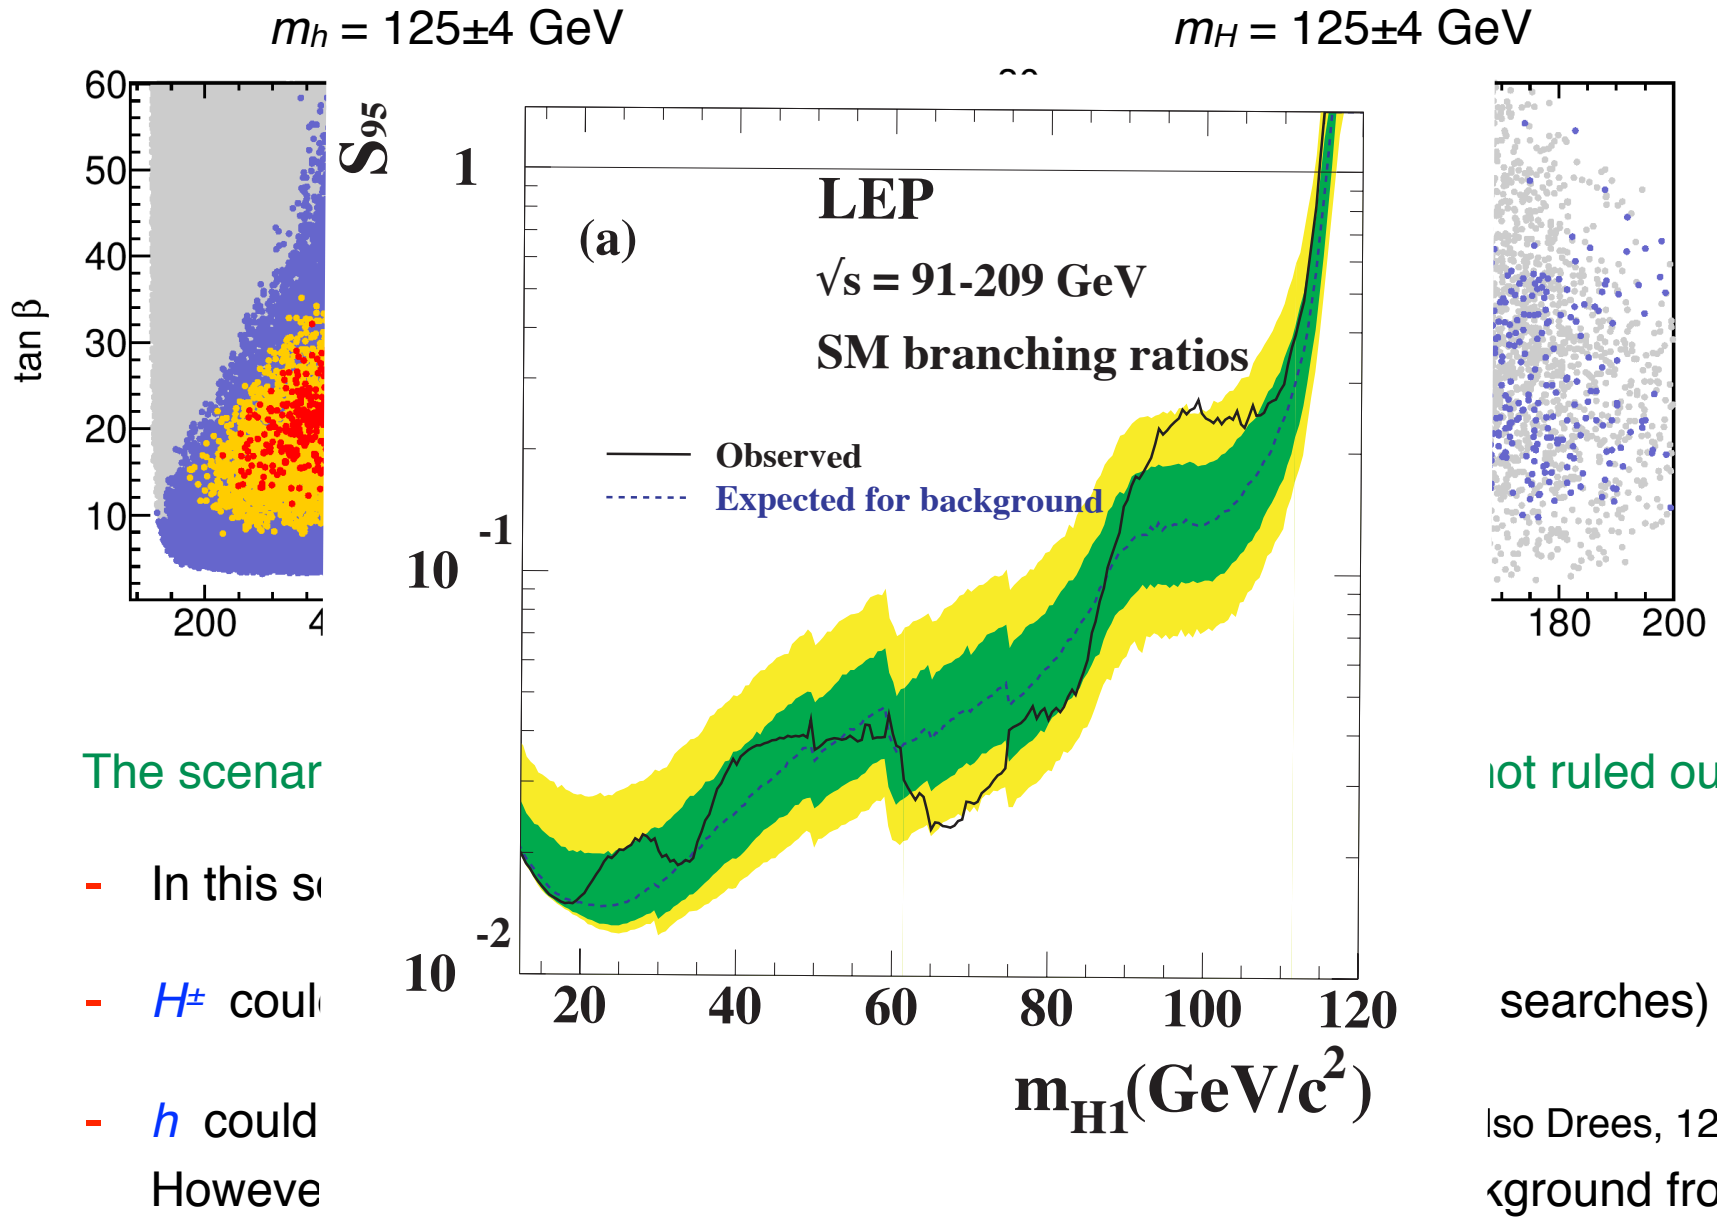 mh = 125±4 GeV
mH = 125±4 GeV
60
50
40
30
20
10
tan β
200
4
S95
1
10 -1
10 -2
LEP
(a)
√s = 91-209 GeV
SM branching ratios
Observed
Expected for background
20 40 60 80 100 120
mH1(GeV/c2)
180 200
The scenar
not ruled ou
- In this s
- H± coul
searches)
- h could
lso Drees, 12
Howeve
kground fro